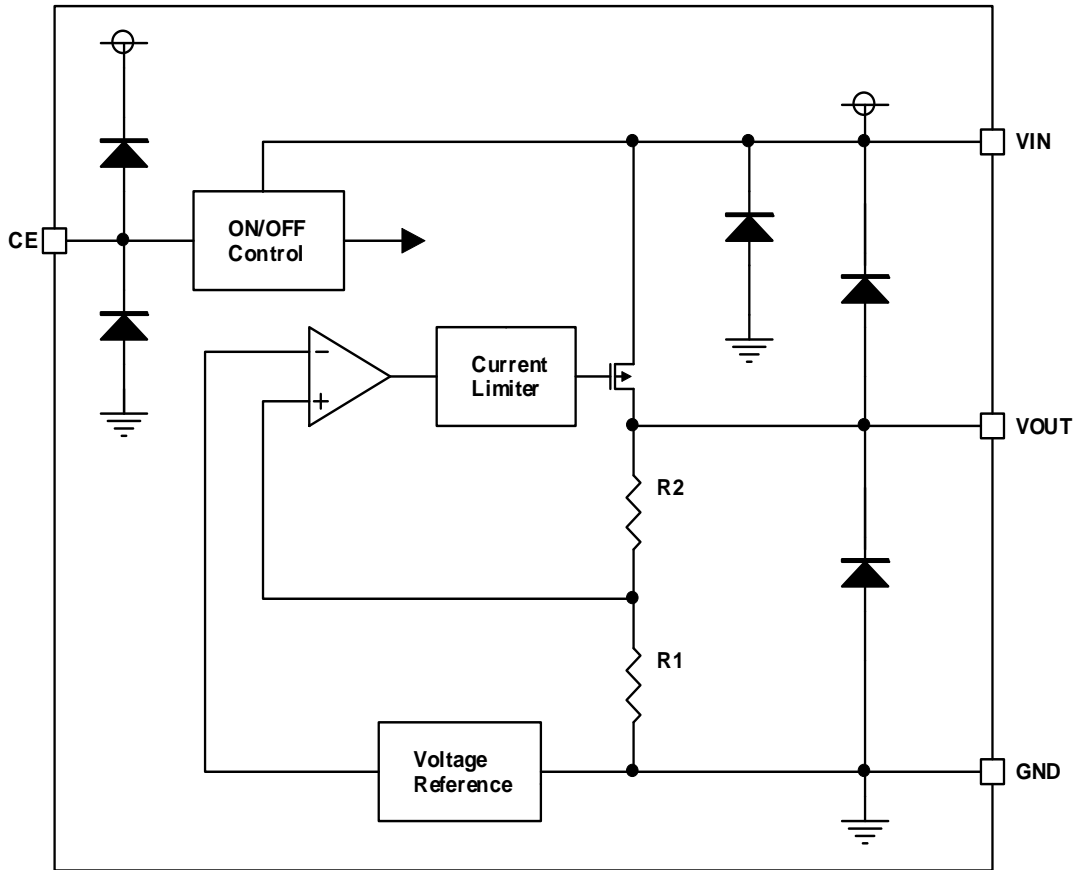 VIN
CE
ON/OFF
Control
−
+
Current
Limiter
VOUT
R2
R1
Voltage
Reference
GND